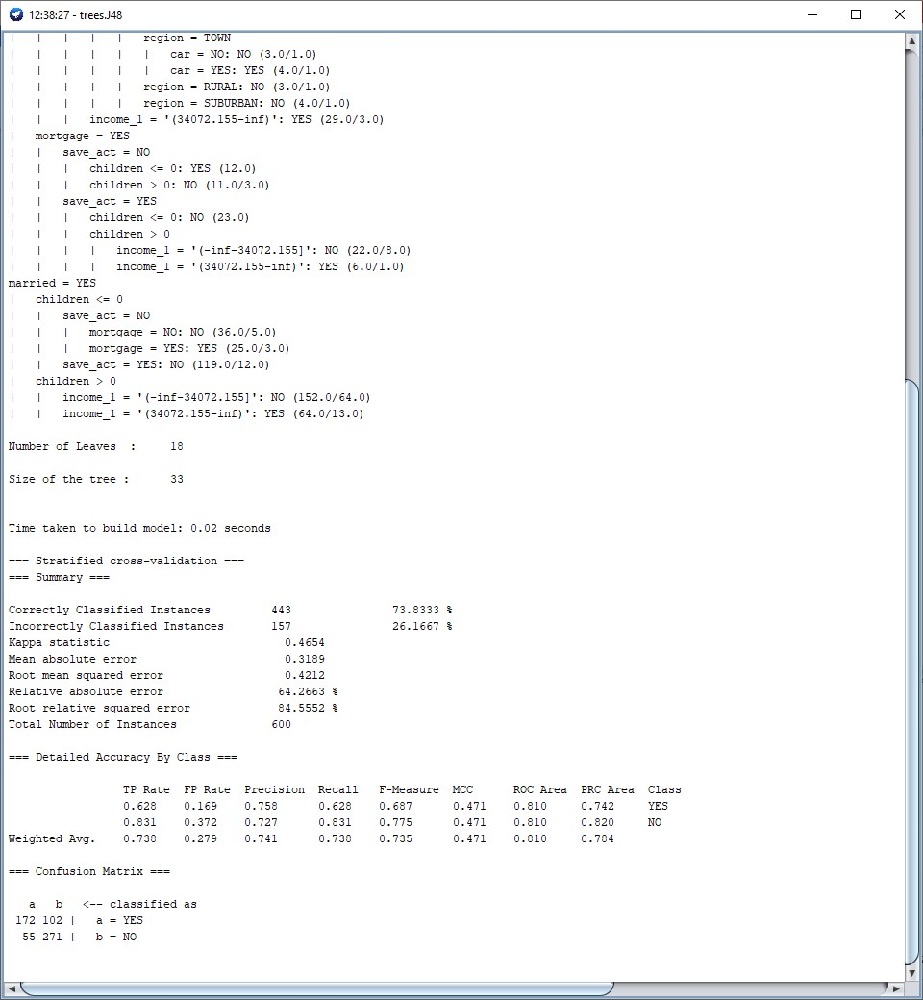 12:38:27 - trees.J48
|   |   |   |   |   region = TOWN
|   |   |   |   |   |   car = NO: NO (3.0/1.0)
|   |   |   |   |   |   car = YES: YES (4.0/1.0)
|   |   |   |   |   region = RURAL: NO (3.0/1.0)
|   |   |   |   |   region = SUBURBAN: NO (4.0/1.0)
|   |   |   income_1 = '(34072.155-inf)': YES (29.0/3.0)
|   mortgage = YES
|   |   save_act = NO
|   |   |   children <= 0: YES (12.0)
|   |   |   children > 0: NO (11.0/3.0)
|   |   save_act = YES
|   |   |   children <= 0: NO (23.0)
|   |   |   children > 0
|   |   |   |   income_1 = '(-inf-34072.155]': NO (22.0/8.0)
|   |   |   |   income_1 = '(34072.155-inf)': YES (6.0/1.0)
married = YES
|   children <= 0
|   |   save_act = NO
|   |   |   mortgage = NO: NO (36.0/5.0)
|   |   |   mortgage = YES: YES (25.0/3.0)
|   |   save_act = YES: NO (119.0/12.0)
|   children > 0
|   |   income_1 = '(-inf-34072.155]': NO (152.0/64.0)
|   |   income_1 = '(34072.155-inf)': YES (64.0/13.0)
Number of Leaves  :     18
Size of the tree :      33
Time taken to build model: 0.02 seconds
=== Stratified cross-validation ===
=== Summary ===
Correctly Classified Instances         443               73.8333 %
Incorrectly Classified Instances       157               26.1667 %
Kappa statistic                          0.4654
Mean absolute error                      0.3189
Root mean squared error                  0.4212
Relative absolute error                 64.2663 %
Root relative squared error             84.5552 %
Total Number of Instances              600
=== Detailed Accuracy By Class ===
                 TP Rate  FP Rate  Precision  Recall   F-Measure  MCC      ROC Area  PRC Area  Class
                 0.628    0.169    0.758      0.628    0.687      0.471    0.810     0.742     YES
                 0.831    0.372    0.727      0.831    0.775      0.471    0.810     0.820     NO
Weighted Avg.    0.738    0.279    0.741      0.738    0.735      0.471    0.810     0.784
=== Confusion Matrix ===
   a   b   <-- classified as
 172 102 |   a = YES
  55 271 |   b = NO